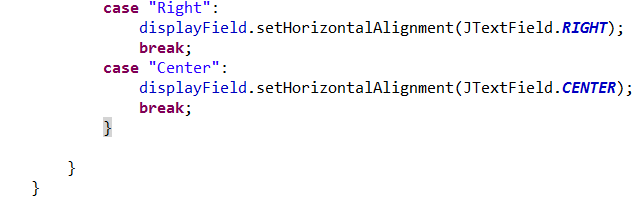 case "Right":
displayField.setHorizontalAlignment(JTextField.RIGHT);
break;
case "Center":
displayField.setHorizontalAlignment(JTextField.CENTER);
break;
}
}
}